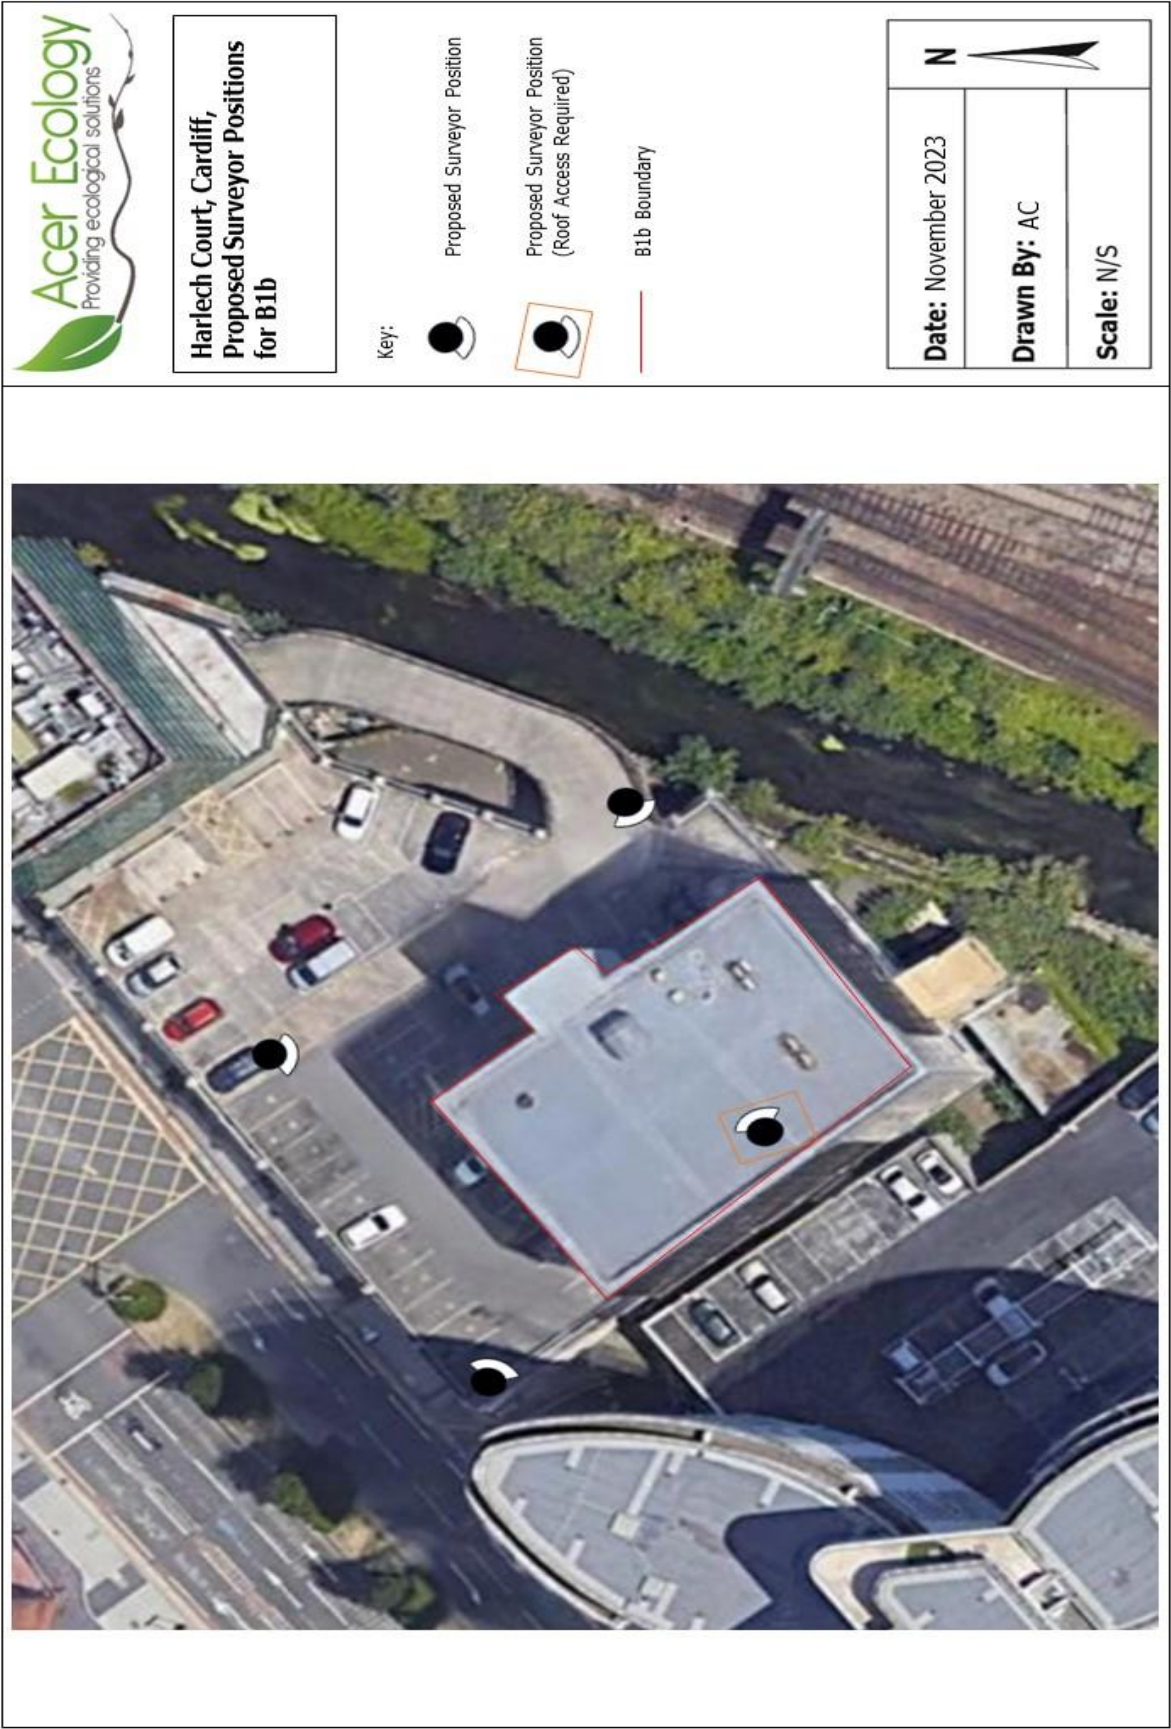 Acer Ecology
Providing ecological solutions
Harlech Court, Cardiff,
Proposed Surveyor Positions
for B1b
Key:
Proposed Surveyor Position
Proposed Surveyor Position
(Roof Access Required)
B1b Boundary
Date: November 2023
N
Drawn By: AC
Scale: N/S